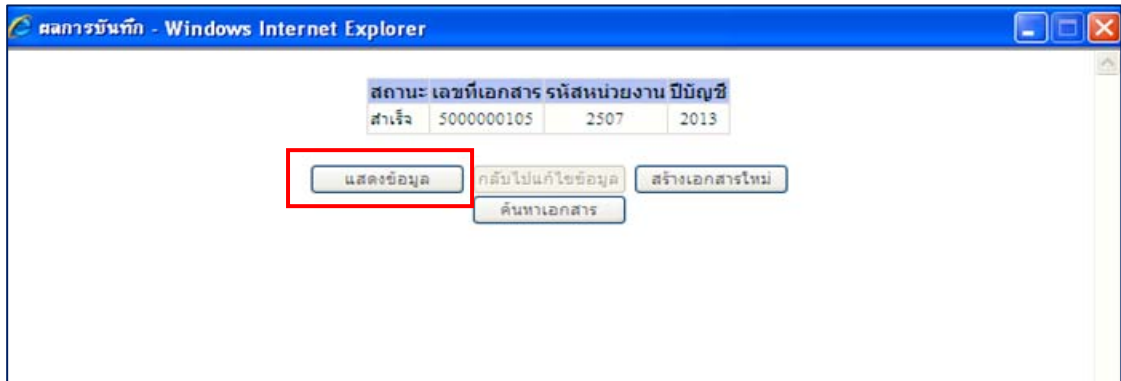 ผลการบันทึก - Windows Internet Explorer
สถานะ เลขที่เอกสาร รหัสหน่วยงาน ปีบัญชี
สำเร็จ 5000000105 2507 2013
แสดงข้อมูล กลับไปแก้ไขข้อมูล สร้างเอกสารใหม่
ค้นหาเอกสาร